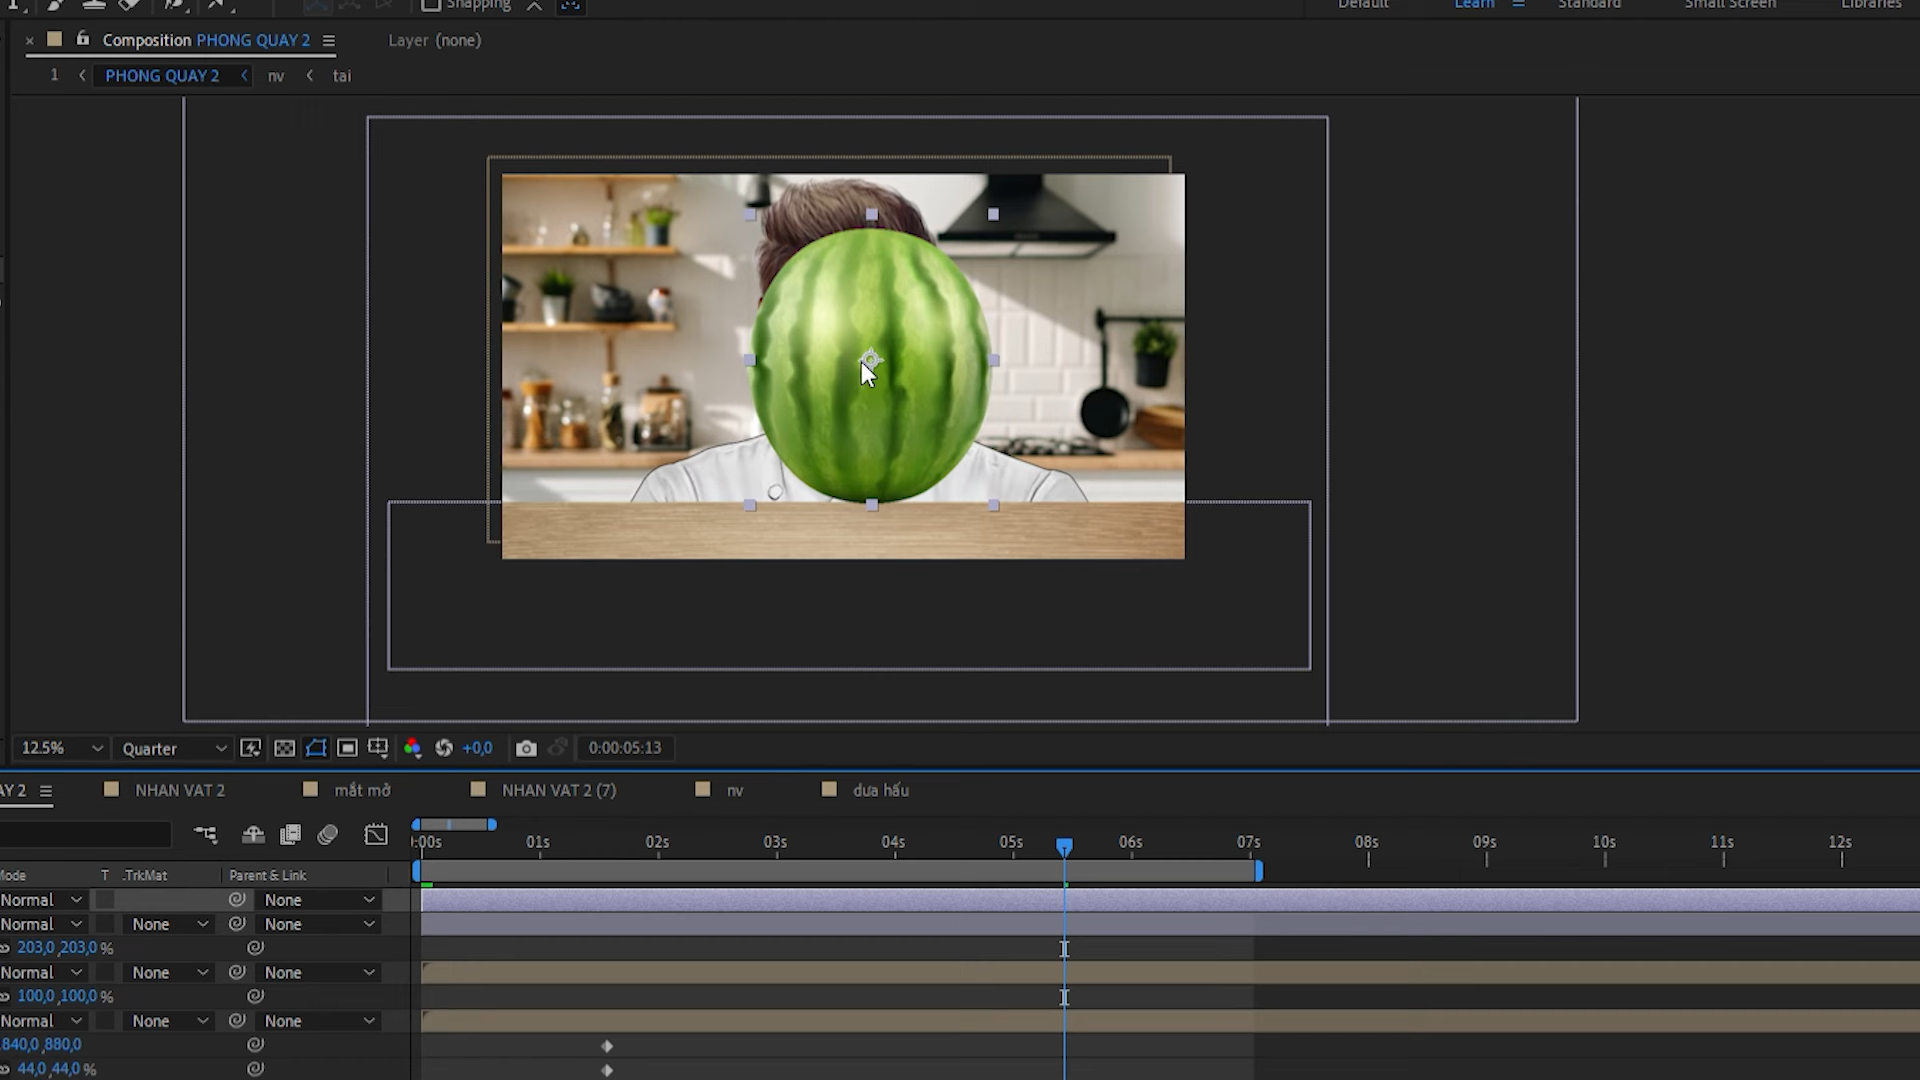 Snapping Default Learn Standard Small Screen Libraries
Composition PHONG QUAY 2 Layer (none)
1 PHONG QUAY 2 nv tai
12.5% Quarter +0,0 0:00:05:13
AY 2 NHAN VAT 2 mắt mở NHAN VAT 2 (7) nv dưa hấu
:00s 01s 02s 03s 04s 05s 06s 07s 08s 09s 10s 11s 12s
Mode T .TrkMat Parent & Link
Normal None
Normal None None
203,0 ,203,0 %
Normal None None
100,0 ,100,0 %
Normal None None
840,0 ,880,0
44,0 ,44,0 %